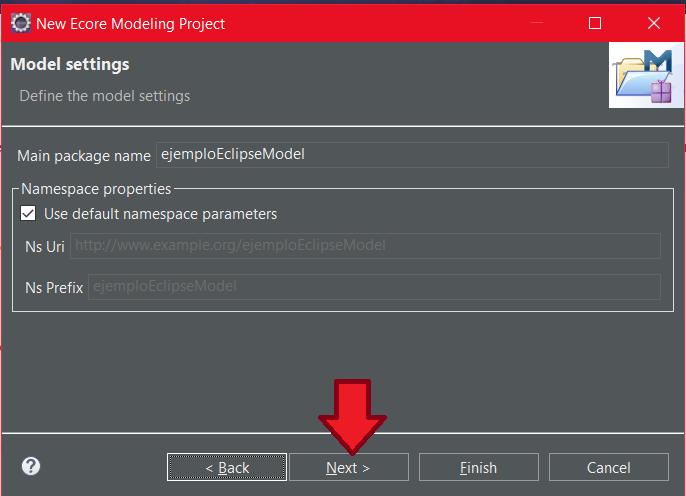 New Ecore Modeling Project
Model settings
Define the model settings
Main package name ejemploEclipseModel
Namespace properties
Use default namespace parameters
Ns Uri http://www.example.org/ejemploEclipseModel
Ns Prefix ejemploEclipseModel
? < Back Next > Finish Cancel